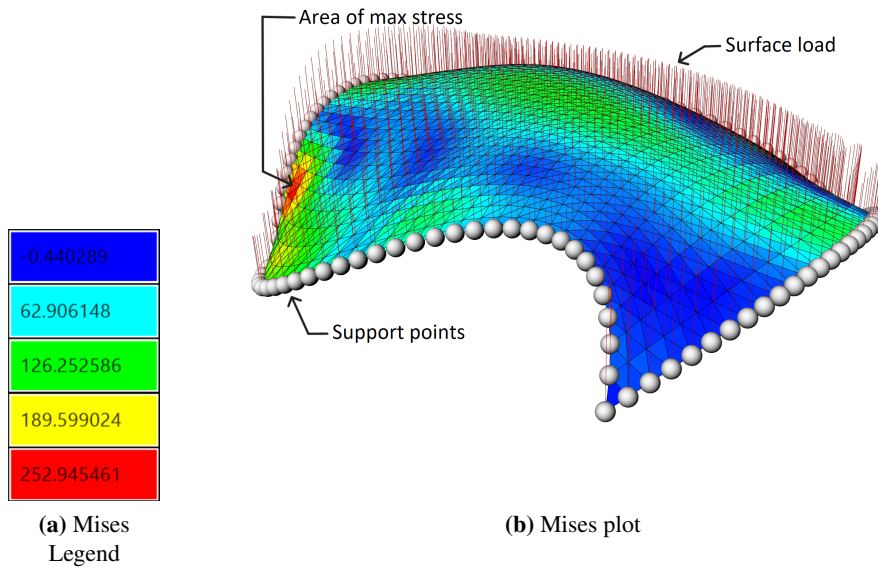 Area of max stress
Surface load
-0.440289
62.906148
126.252586
189.599024
252.945461
Support points
(a) Mises
Legend
(b) Mises plot